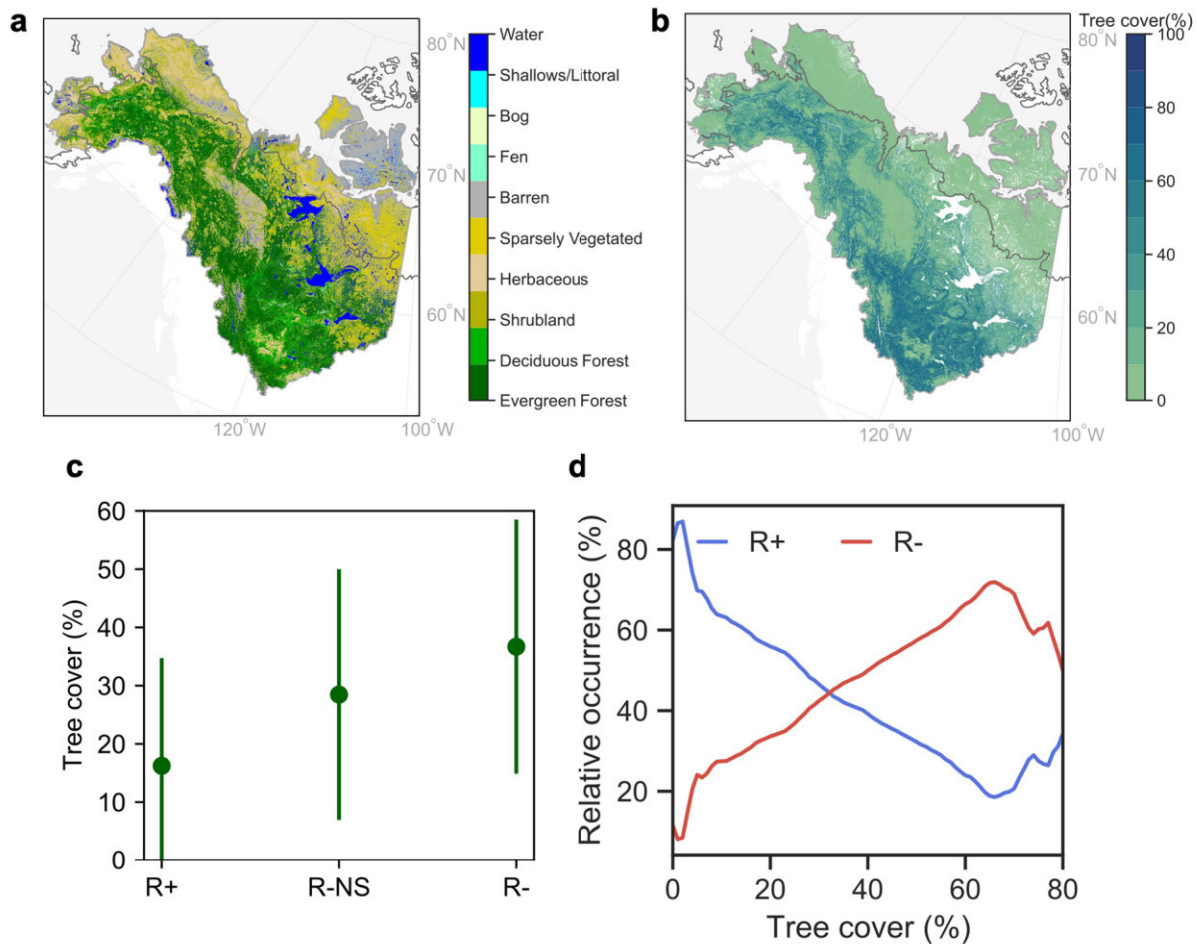 a
Water
Shallows/Littoral
Bog
Fen
Barren
Sparsely Vegetated
Herbaceous
Shrubland
Deciduous Forest
Evergreen Forest
80°N
70°N
60°N
120°W
100°W
b
Tree cover(%)
100
80
60
40
20
0
80°N
70°N
60°N
120°W
100°W
c
Tree cover (%)
60
50
40
30
20
10
0
R+
R-NS
R-
d
Relative occurrence (%)
80
60
40
20
R+
R-
0
20
40
60
80
Tree cover (%)